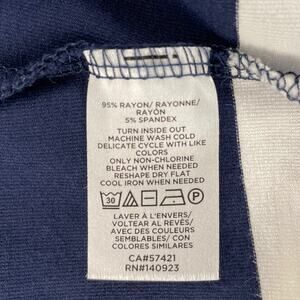 95% RAYON/ RAYONNE/
RAYÓN
5% SPANDEX
TURN INSIDE OUT
MACHINE WASH COLD
DELICATE CYCLE WITH LIKE
COLORS
ONLY NON-CHLORINE
BLEACH WHEN NEEDED
RESHAPE DRY FLAT
COOL IRON WHEN NEEDED
30
LAVER À L'ENVERS/
VOLTEAR AL REVÉS/
AVEC DES COULEURS
SEMBLABLES/ CON
COLORES SIMILARES
CA#57421
RN#140923